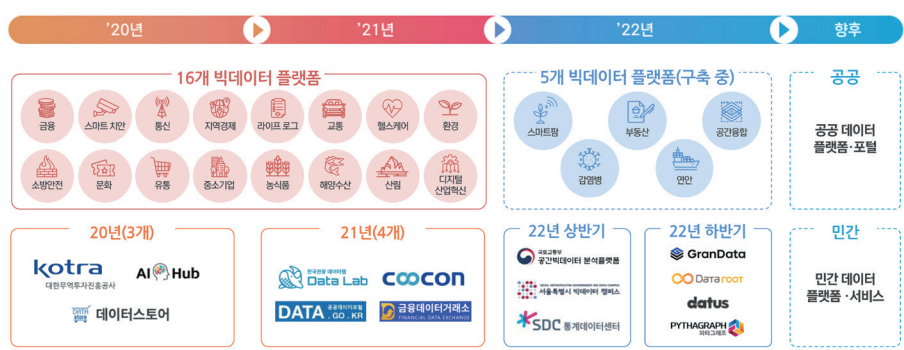 '20년
'21년
'22년
향후
16개 빅데이터 플랫폼
금융
스마트 치안
통신
지역경제
라이프 로그
교통
헬스케어
환경
소방안전
문화
유통
중소기업
농식품
해양수산
산림
디지털
산업혁신
5개 빅데이터 플랫폼(구축 중)
스마트팜
부동산
공간융합
감염병
연안
공공
공공 데이터
플랫폼·포털
20년(3개)
kotra
대한무역투자진흥공사
AI Hub
DATA
store
데이터스토어
21년(4개)
한국관광 데이터랩
Data Lab
coocon
DATA
공공데이터포털
.GO.KR
금융데이터거래소
FINANCIAL DATA EXCHANGE
22년 상반기
국토교통부
공간빅데이터 분석플랫폼
서울특별시 빅데이터 캠퍼스
SDC 통계데이터센터
22년 하반기
GranData
Data root
datus
PYTHAGRAPH
피타그래프
민간
민간 데이터
플랫폼·서비스